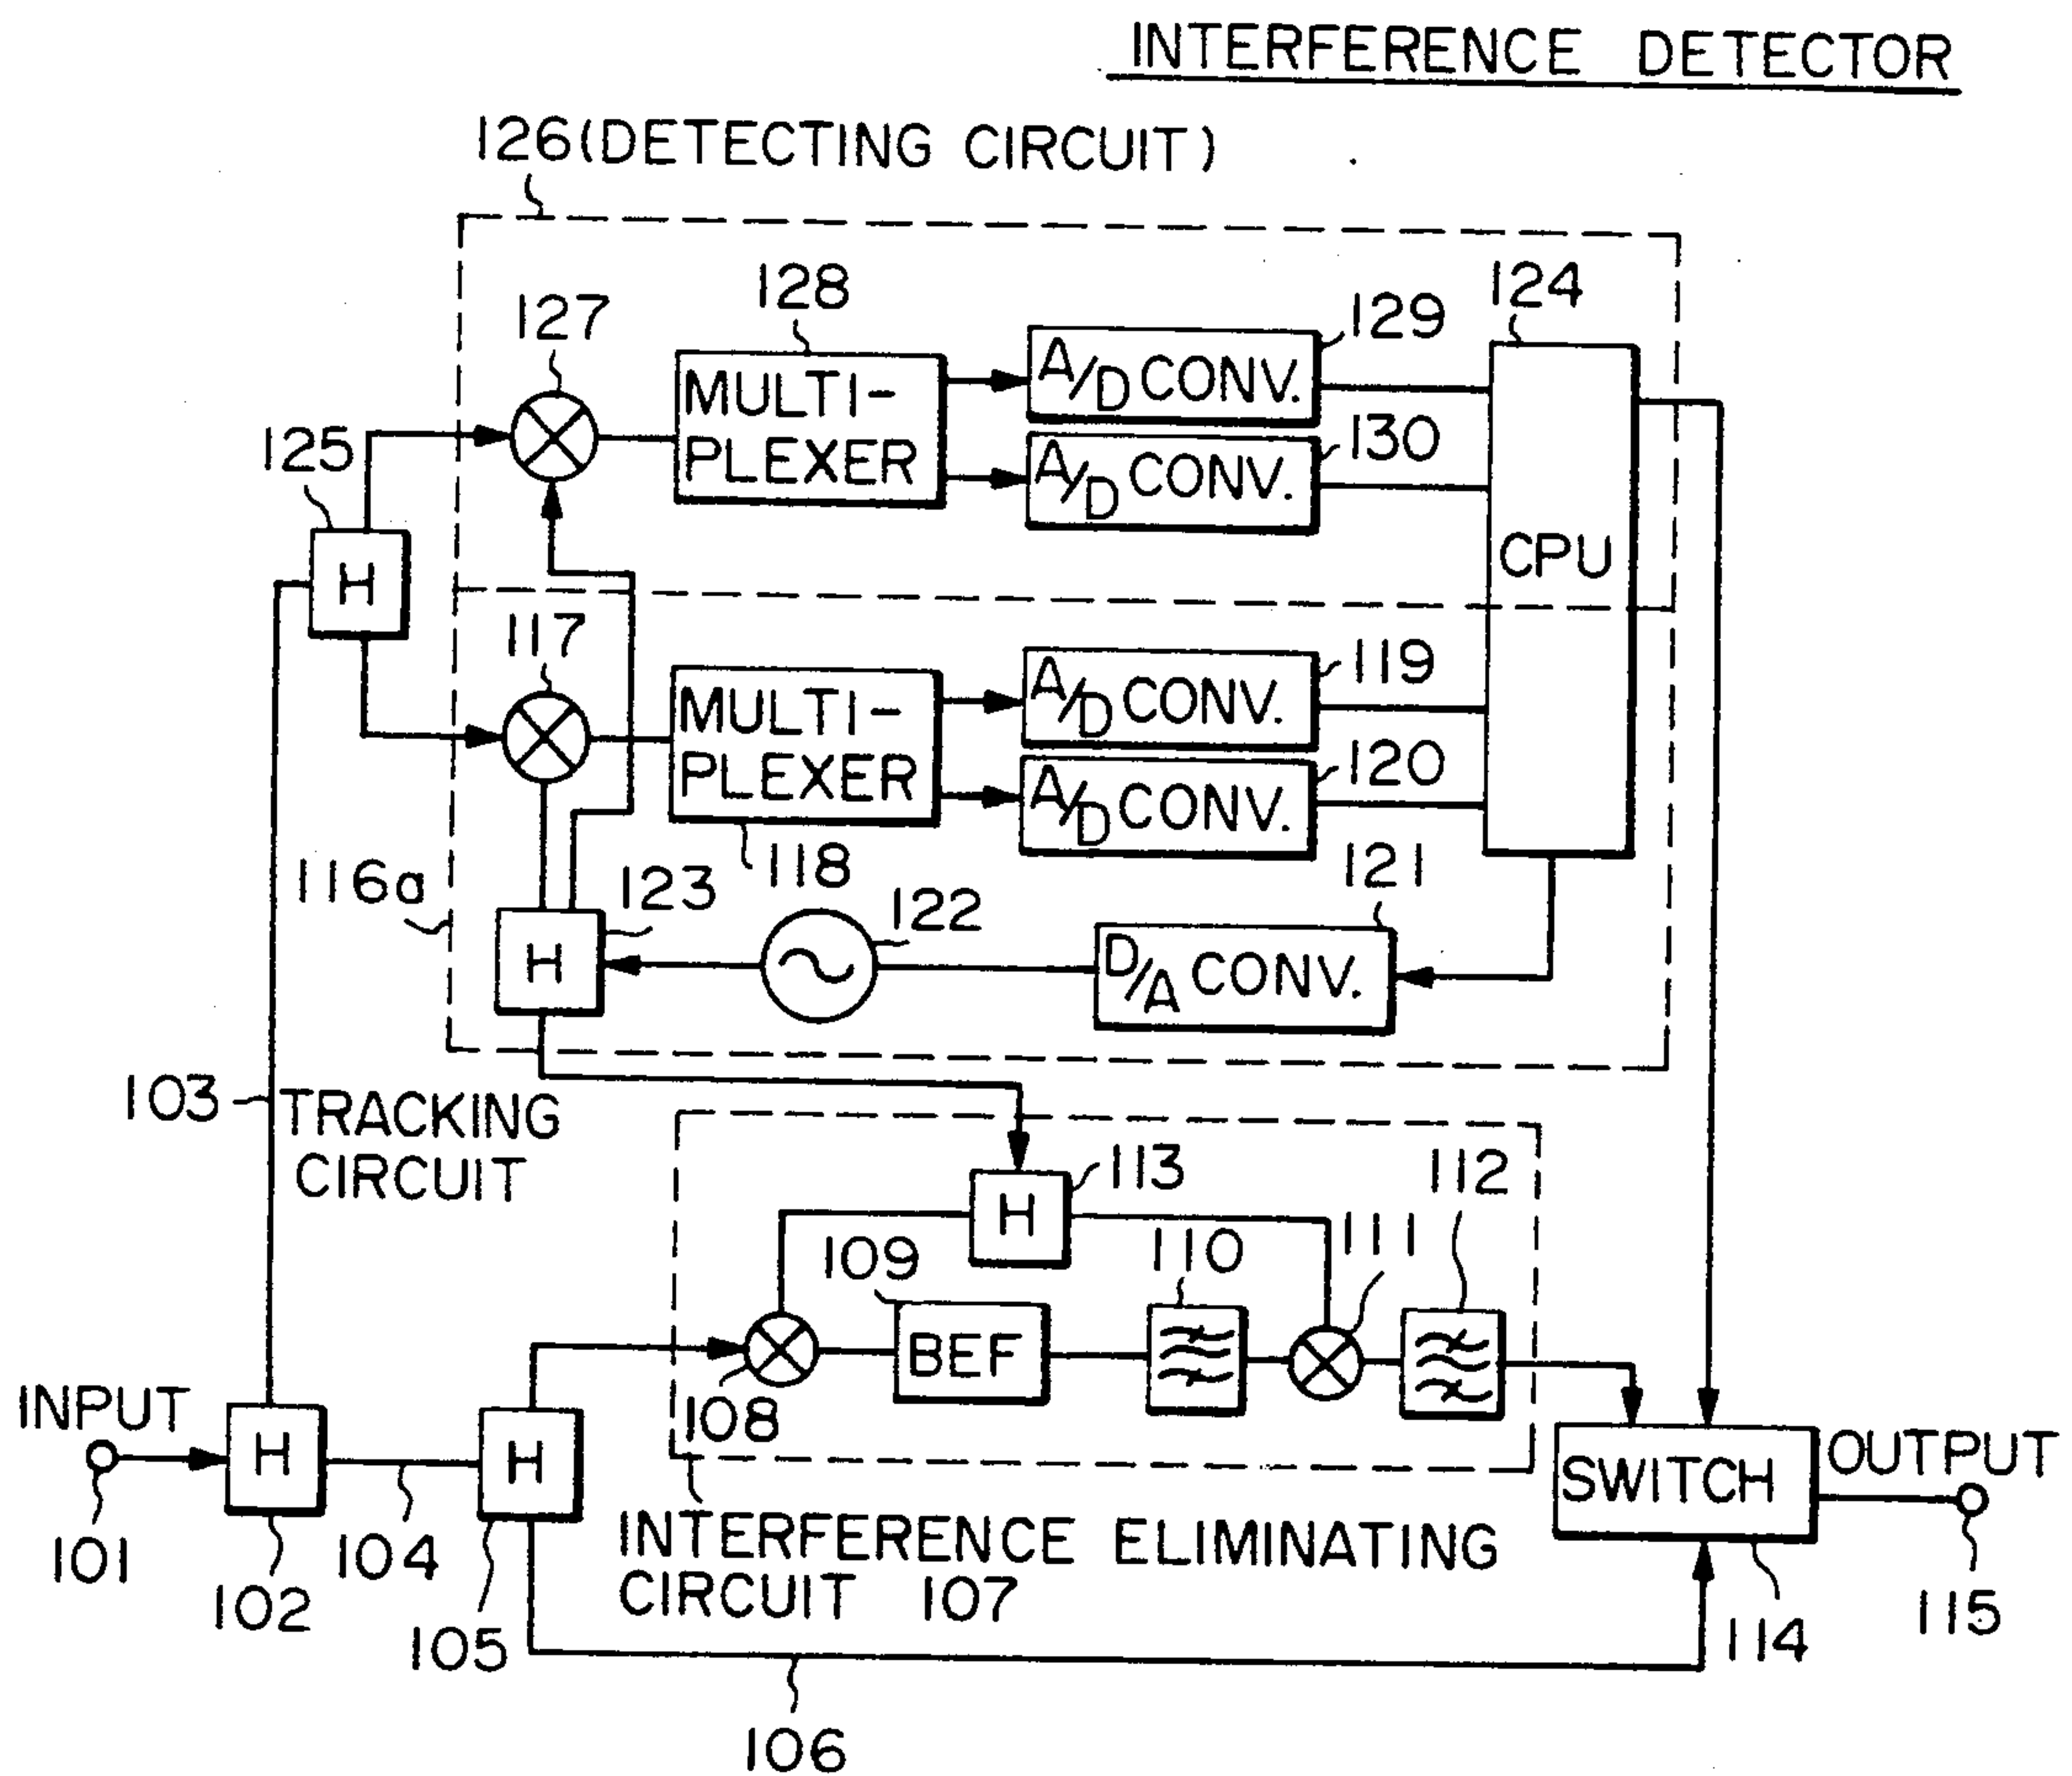 INTERFERENCE DETECTOR
126 (DETECTING CIRCUIT)
127
128
129
124
MULTI-
PLEXER
A/D CONV.
130
A/D CONV.
125
H
CPU
117
119
MULTI-
PLEXER
A/D CONV.
120
A/D CONV.
118
116a
123
122
121
H
D/A CONV.
103
TRACKING
CIRCUIT
113
112
H
109
110
111
BEF
108
INPUT
H
H
SWITCH
OUTPUT
101
102
104
105
INTERFERENCE ELIMINATING
CIRCUIT 107
114
115
106